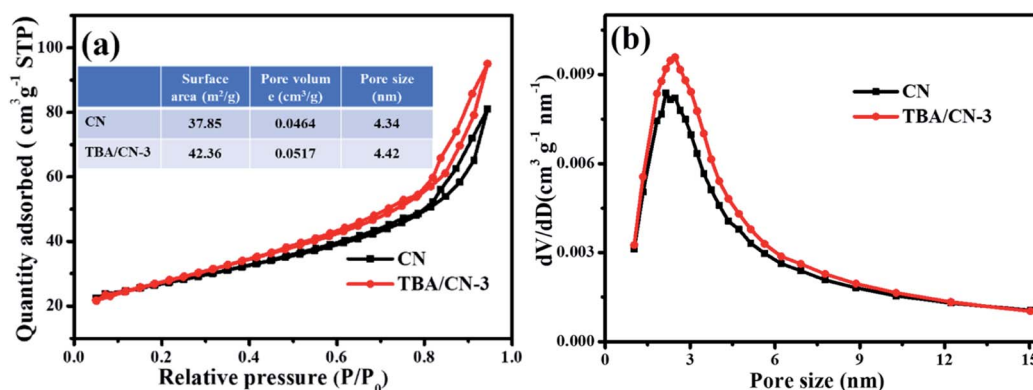 (a)
Quantity adsorbed ( cm³ g⁻¹ STP)
100
80
60
40
20
Surface area (m²/g)
Pore volum e (cm³/g)
Pore size (nm)
CN 37.85 0.0464 4.34
TBA/CN-3 42.36 0.0517 4.42
CN
TBA/CN-3
0.0 0.2 0.4 0.6 0.8 1.0
Relative pressure (P/P₀)
(b)
dV/dD(cm³ g⁻¹ nm⁻¹)
0.009
0.006
0.003
0.000
CN
TBA/CN-3
0 3 6 9 12 15
Pore size (nm)